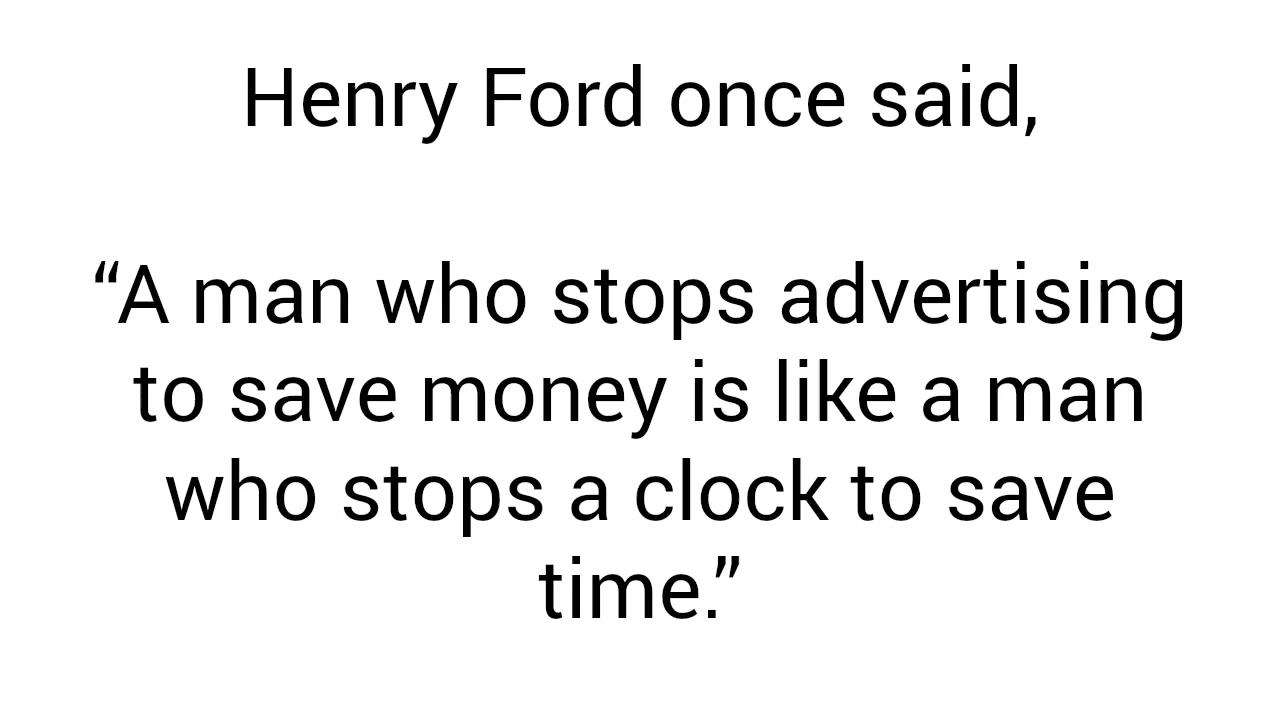 Henry Ford once said,
“A man who stops advertising
to save money is like a man
who stops a clock to save
time.”